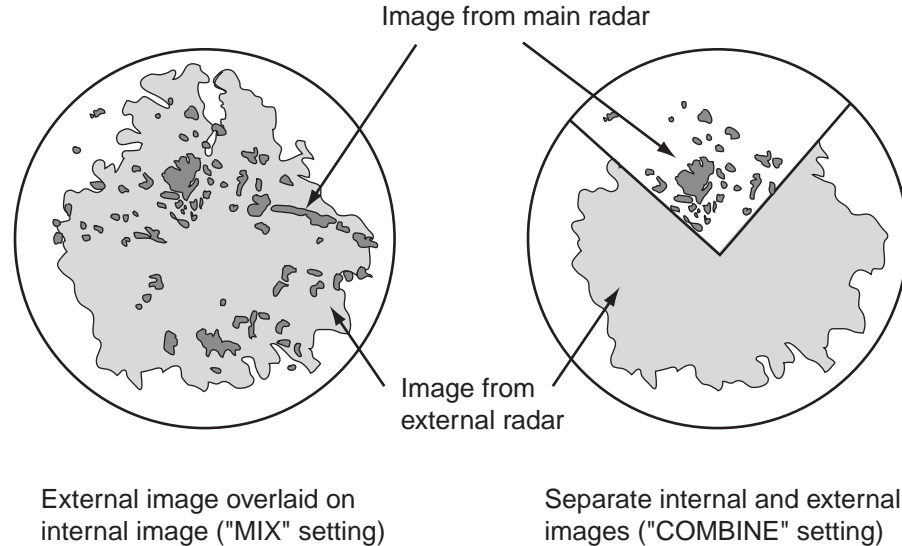 Image from main radar
Image from
external radar
External image overlaid on
internal image ("MIX" setting)
Separate internal and external
images ("COMBINE" setting)